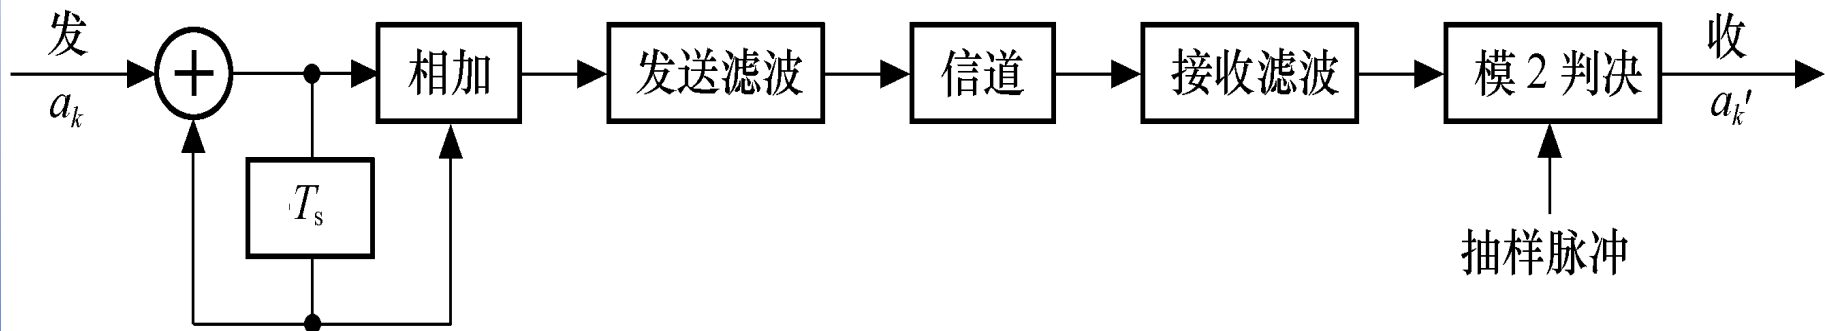 发
a_k
+
相加
发送滤波
信道
接收滤波
模2判决
收
a_k′
T_s
抽样脉冲